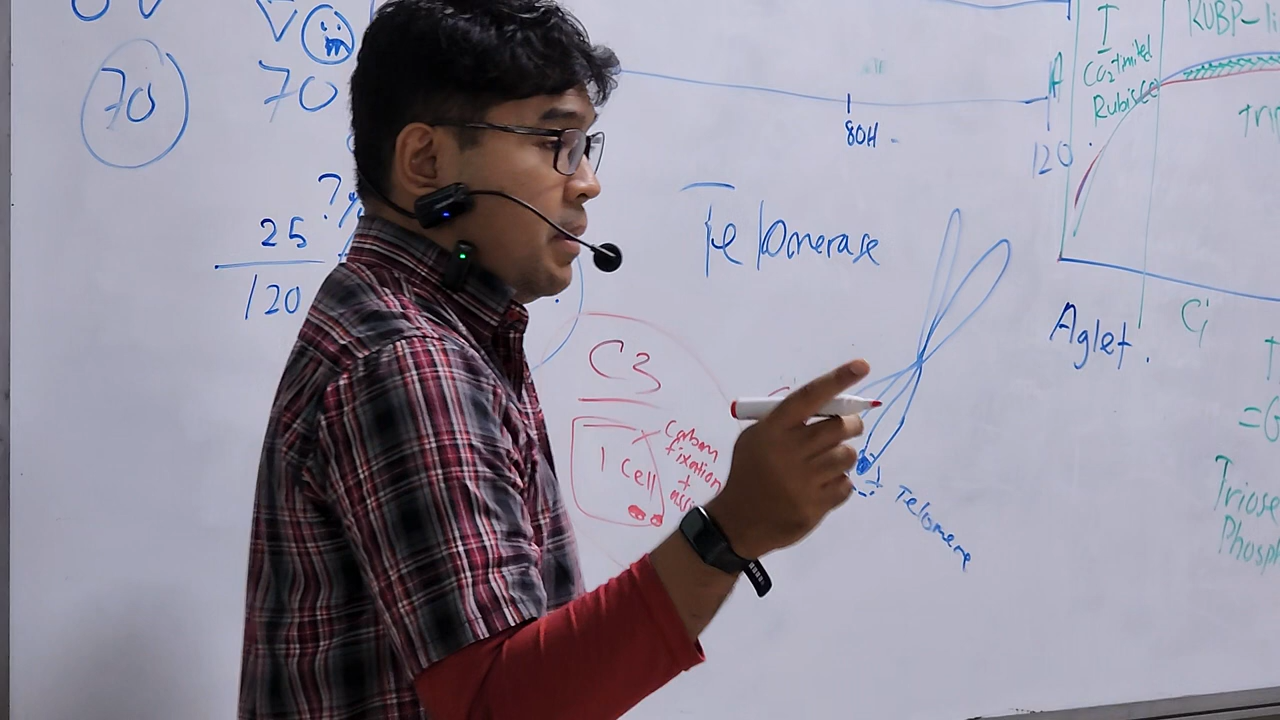 70
70
25
120
80H
120
Telomerase
I
CO2 limited
Rubisco
RUBP-li
Aglet.
Ci
C3
1 Cell
Carbon
fixation
+
Telomere
Triose
Phosph